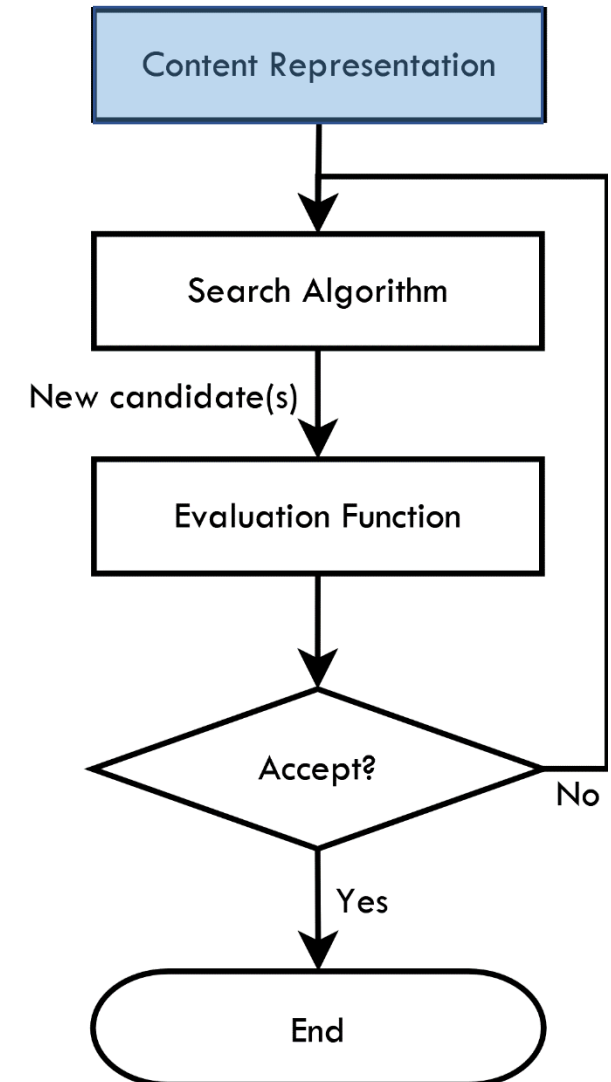 Content Representation
Search Algorithm
New candidate(s)
Evaluation Function
Accept?
No
Yes
End